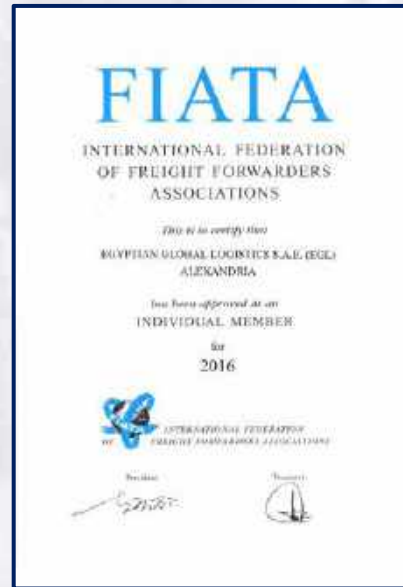 FIATA
INTERNATIONAL FEDERATION
OF FREIGHT FORWARDERS
ASSOCIATIONS
This is to certify that
EGYPTIAN GLOBAL LOGISTICS S.A.E. (EGL)
ALEXANDRIA
has been approved as an
INDIVIDUAL MEMBER
for
2016
INTERNATIONAL FEDERATION
OF FREIGHT FORWARDERS ASSOCIATIONS
President Treasurer